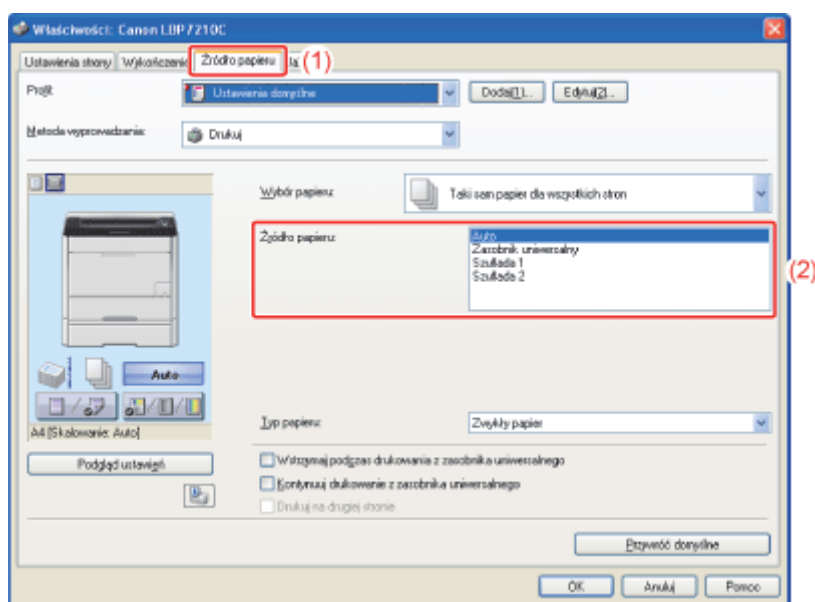 Właściwości: Canon LBP7210C
Ustawienia strony Wykończenie Źródło papieru (1)
Profil: Ustawienia domyślne Dodaj(1)... Edytuj(2)...
Metoda wyprowadzania: Drukuj
Wybór papieru: Taki sam papier dla wszystkich stron
Źródło papieru: Auto
Zasobnik uniwersalny
Szuflada 1
Szuflada 2
(2)
Auto
A4 [Skalowanie: Auto]
Typ papieru: Zwykły papier
Podgląd ustawień
Wstrzymaj podczas drukowania z zasobnika uniwersalnego
Kontynuuj drukowanie z zasobnika uniwersalnego
Drukuj na drugiej stronie
Przywróć domyślne
OK Anuluj Pomoc